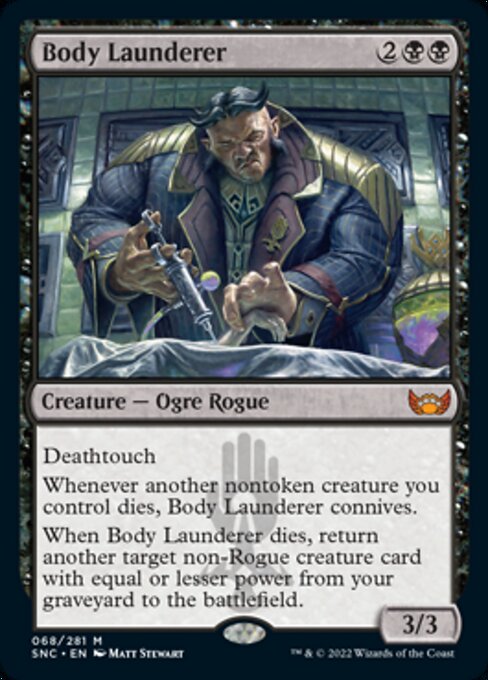 Body Launderer 2
Creature — Ogre Rogue
Deathtouch
Whenever another nontoken creature you
control dies, Body Launderer connives.
When Body Launderer dies, return
another target non-Rogue creature card
with equal or lesser power from your
graveyard to the battlefield.
3/3
068/281 M
SNC • EN Matt Stewart
™ & © 2022 Wizards of the Coast